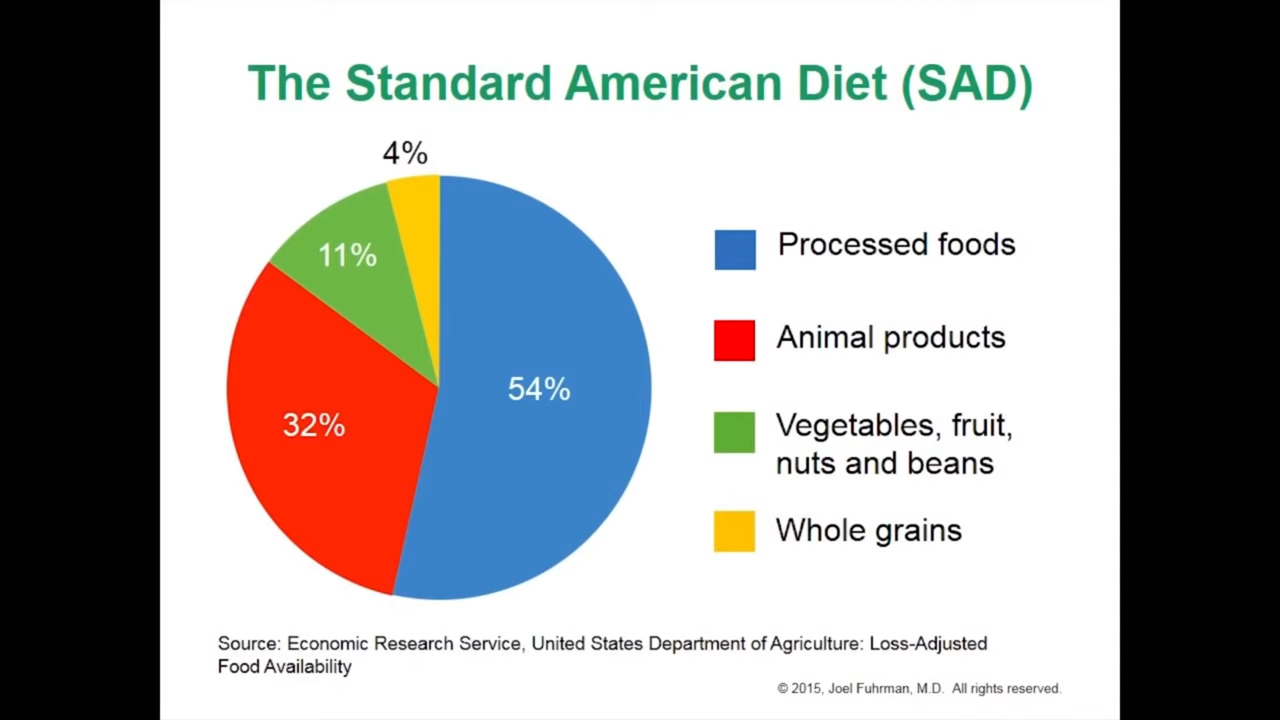 The Standard American Diet (SAD)
4%
11%
54%
32%
Processed foods
Animal products
Vegetables, fruit,
nuts and beans
Whole grains
Source: Economic Research Service, United States Department of Agriculture: Loss-Adjusted
Food Availability
© 2015, Joel Fuhrman, M.D. All rights reserved.